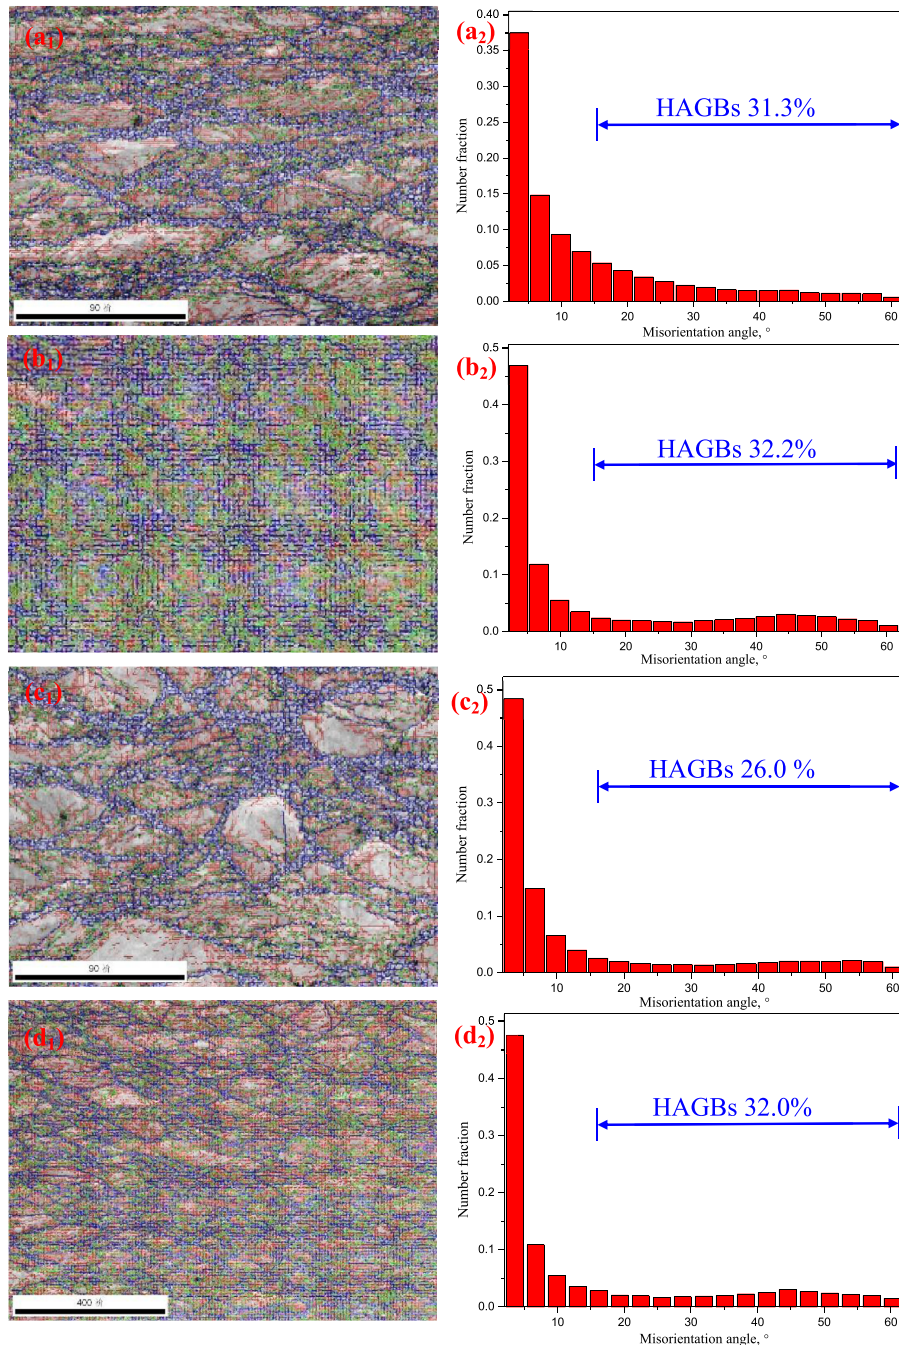 (a1)
90 ㎛
(a2)
0.40
0.35
0.30
0.25
0.20
0.15
0.10
0.05
0.00
Number fraction
HAGBs 31.3%
10 20 30 40 50 60
Misorientation angle, °
(b1)
(b2)
0.5
0.4
0.3
0.2
0.1
0.0
Number fraction
HAGBs 32.2%
10 20 30 40 50 60
Misorientation angle, °
(c1)
90
(c2)
0.5
0.4
0.3
0.2
0.1
0.0
Number fraction
HAGBs 26.0 %
10 20 30 40 50 60
Misorientation angle, °
(d1)
400
(d2)
0.5
0.4
0.3
0.2
0.1
0.0
Number fraction
HAGBs 32.0%
10 20 30 40 50 60
Misorientation angle, °